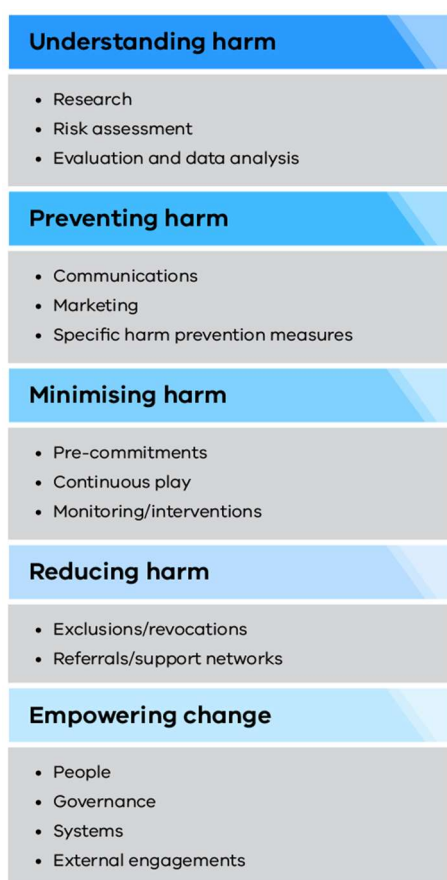 Understanding harm
• Research
• Risk assessment
• Evaluation and data analysis
Preventing harm
• Communications
• Marketing
• Specific harm prevention measures
Minimising harm
• Pre-commitments
• Continuous play
• Monitoring/interventions
Reducing harm
• Exclusions/revocations
• Referrals/support networks
Empowering change
• People
• Governance
• Systems
• External engagements